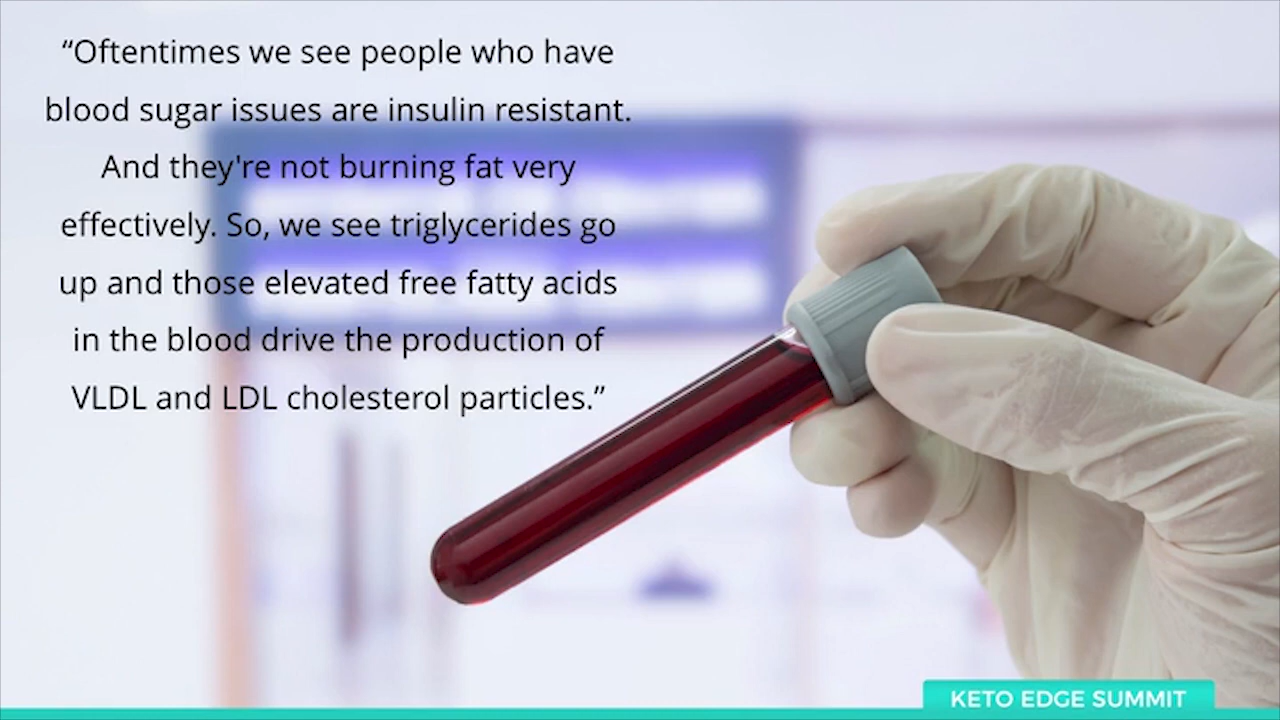 “Oftentimes we see people who have
blood sugar issues are insulin resistant.
And they're not burning fat very
effectively. So, we see triglycerides go
up and those elevated free fatty acids
in the blood drive the production of
VLDL and LDL cholesterol particles.”
KETO EDGE SUMMIT